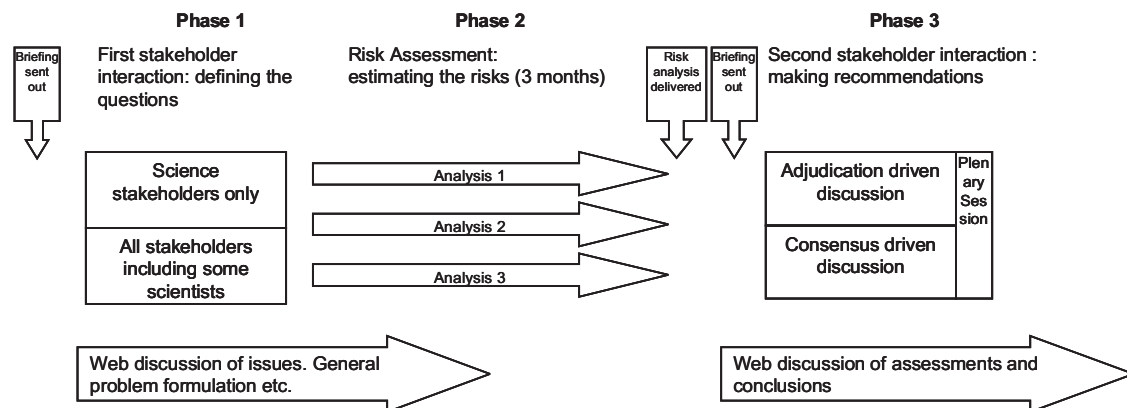 Phase 1
Phase 2
Phase 3
Briefing
sent
out
First stakeholder
interaction: defining the
questions
Risk Assessment:
estimating the risks (3 months)
Risk
analysis
delivered
Briefing
sent
out
Second stakeholder interaction :
making recommendations
Science
stakeholders only
All stakeholders
including some
scientists
Analysis 1
Analysis 2
Analysis 3
Adjudication driven
discussion
Consensus driven
discussion
Plen
ary
Ses
sion
Web discussion of issues. General
problem formulation etc.
Web discussion of assessments and
conclusions